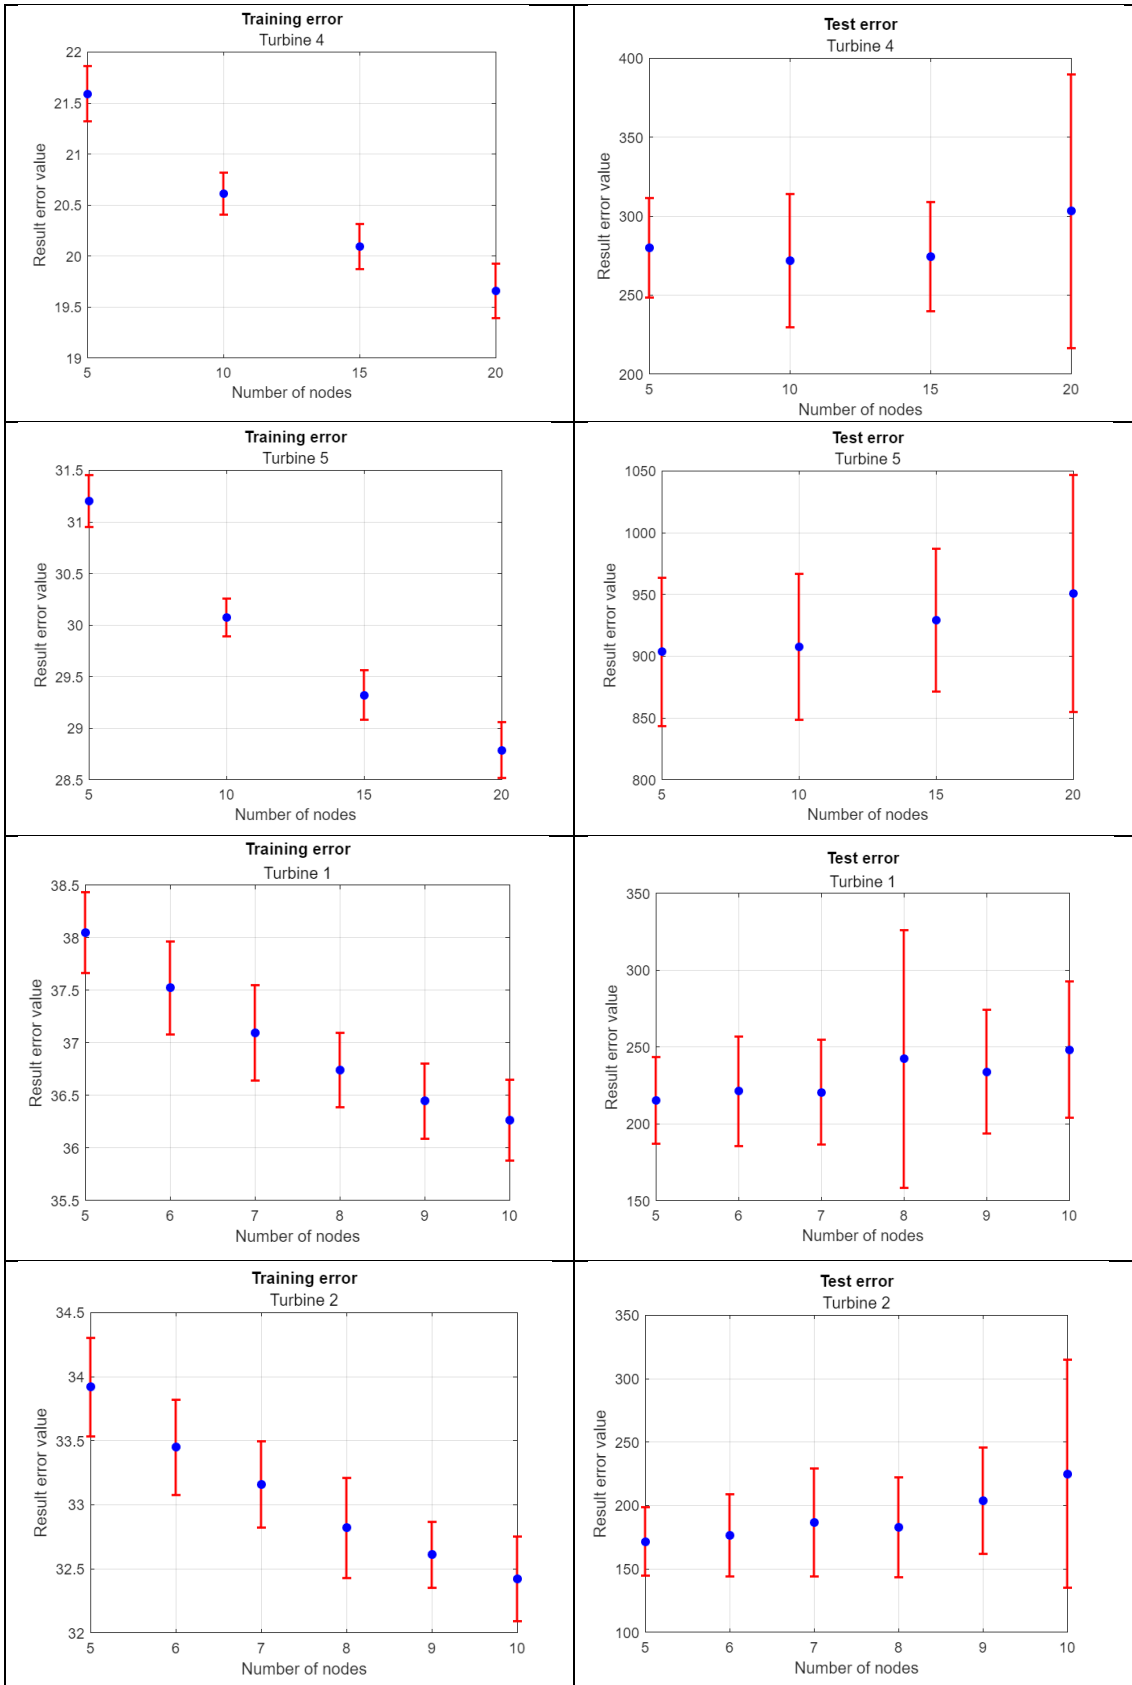 Training error
Turbine 4
22
21.5
21
20.5
20
19.5
19
5 10 15 20
Number of nodes
Result error value
Test error
Turbine 4
400
350
300
250
200
5 10 15 20
Number of nodes
Result error value
Training error
Turbine 5
31.5
31
30.5
30
29.5
29
28.5
5 10 15 20
Number of nodes
Result error value
Test error
Turbine 5
1050
1000
950
900
850
800
5 10 15 20
Number of nodes
Result error value
Training error
Turbine 1
38.5
38
37.5
37
36.5
36
35.5
5 6 7 8 9 10
Number of nodes
Result error value
Test error
Turbine 1
350
300
250
200
150
5 6 7 8 9 10
Number of nodes
Result error value
Training error
Turbine 2
34.5
34
33.5
33
32.5
32
5 6 7 8 9 10
Number of nodes
Result error value
Test error
Turbine 2
350
300
250
200
150
100
5 6 7 8 9 10
Number of nodes
Result error value